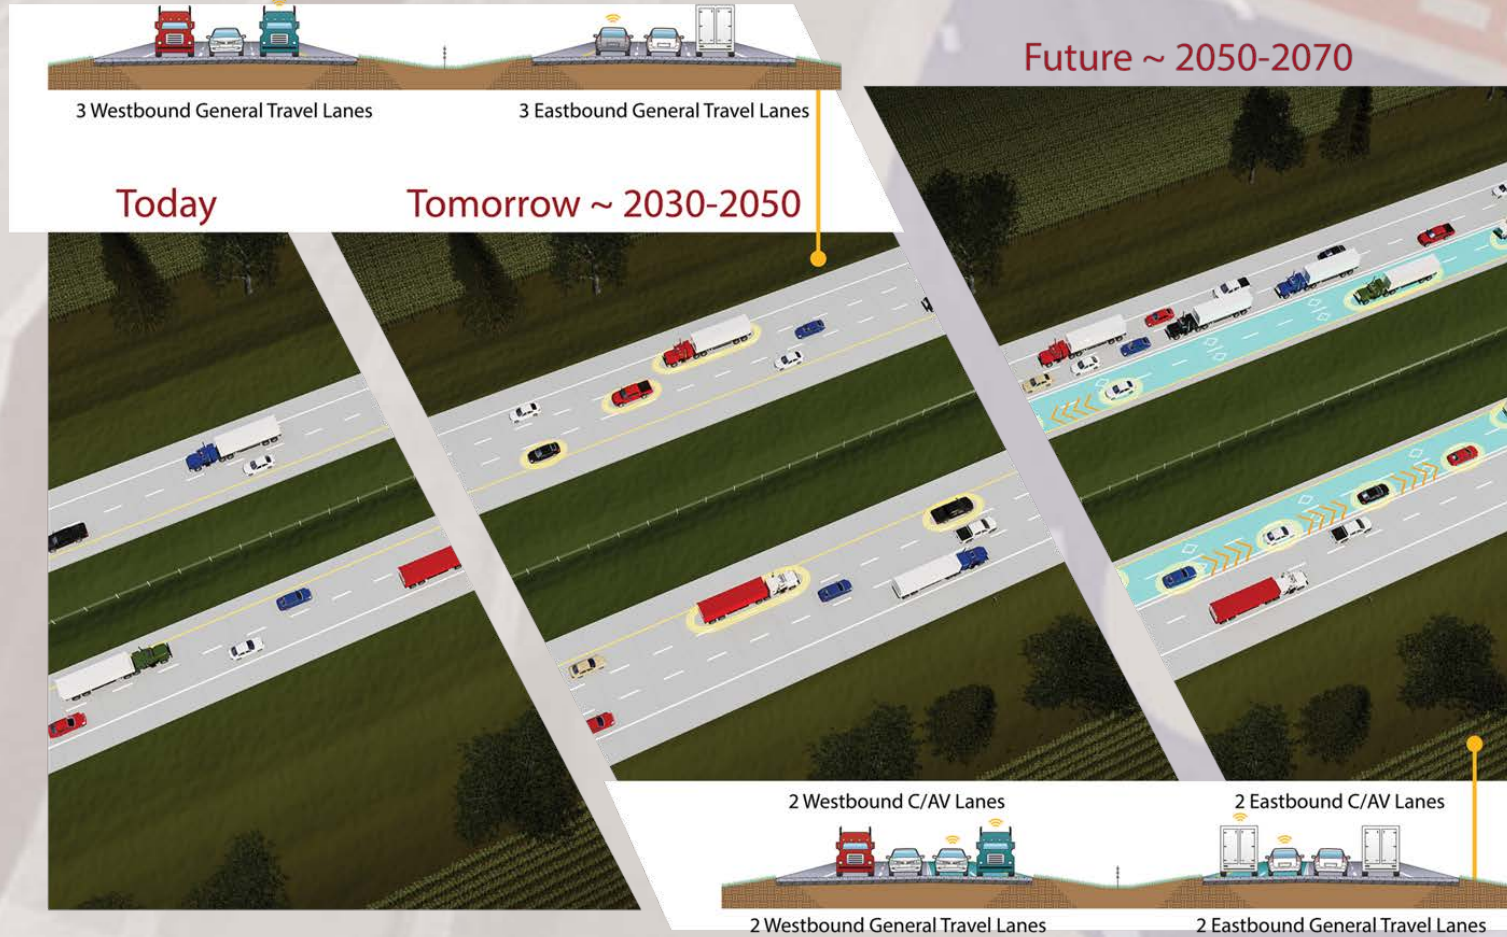 3 Westbound General Travel Lanes
3 Eastbound General Travel Lanes
Today
Tomorrow ~ 2030-2050
Future ~ 2050-2070
2 Westbound C/AV Lanes
2 Eastbound C/AV Lanes
2 Westbound General Travel Lanes
2 Eastbound General Travel Lanes